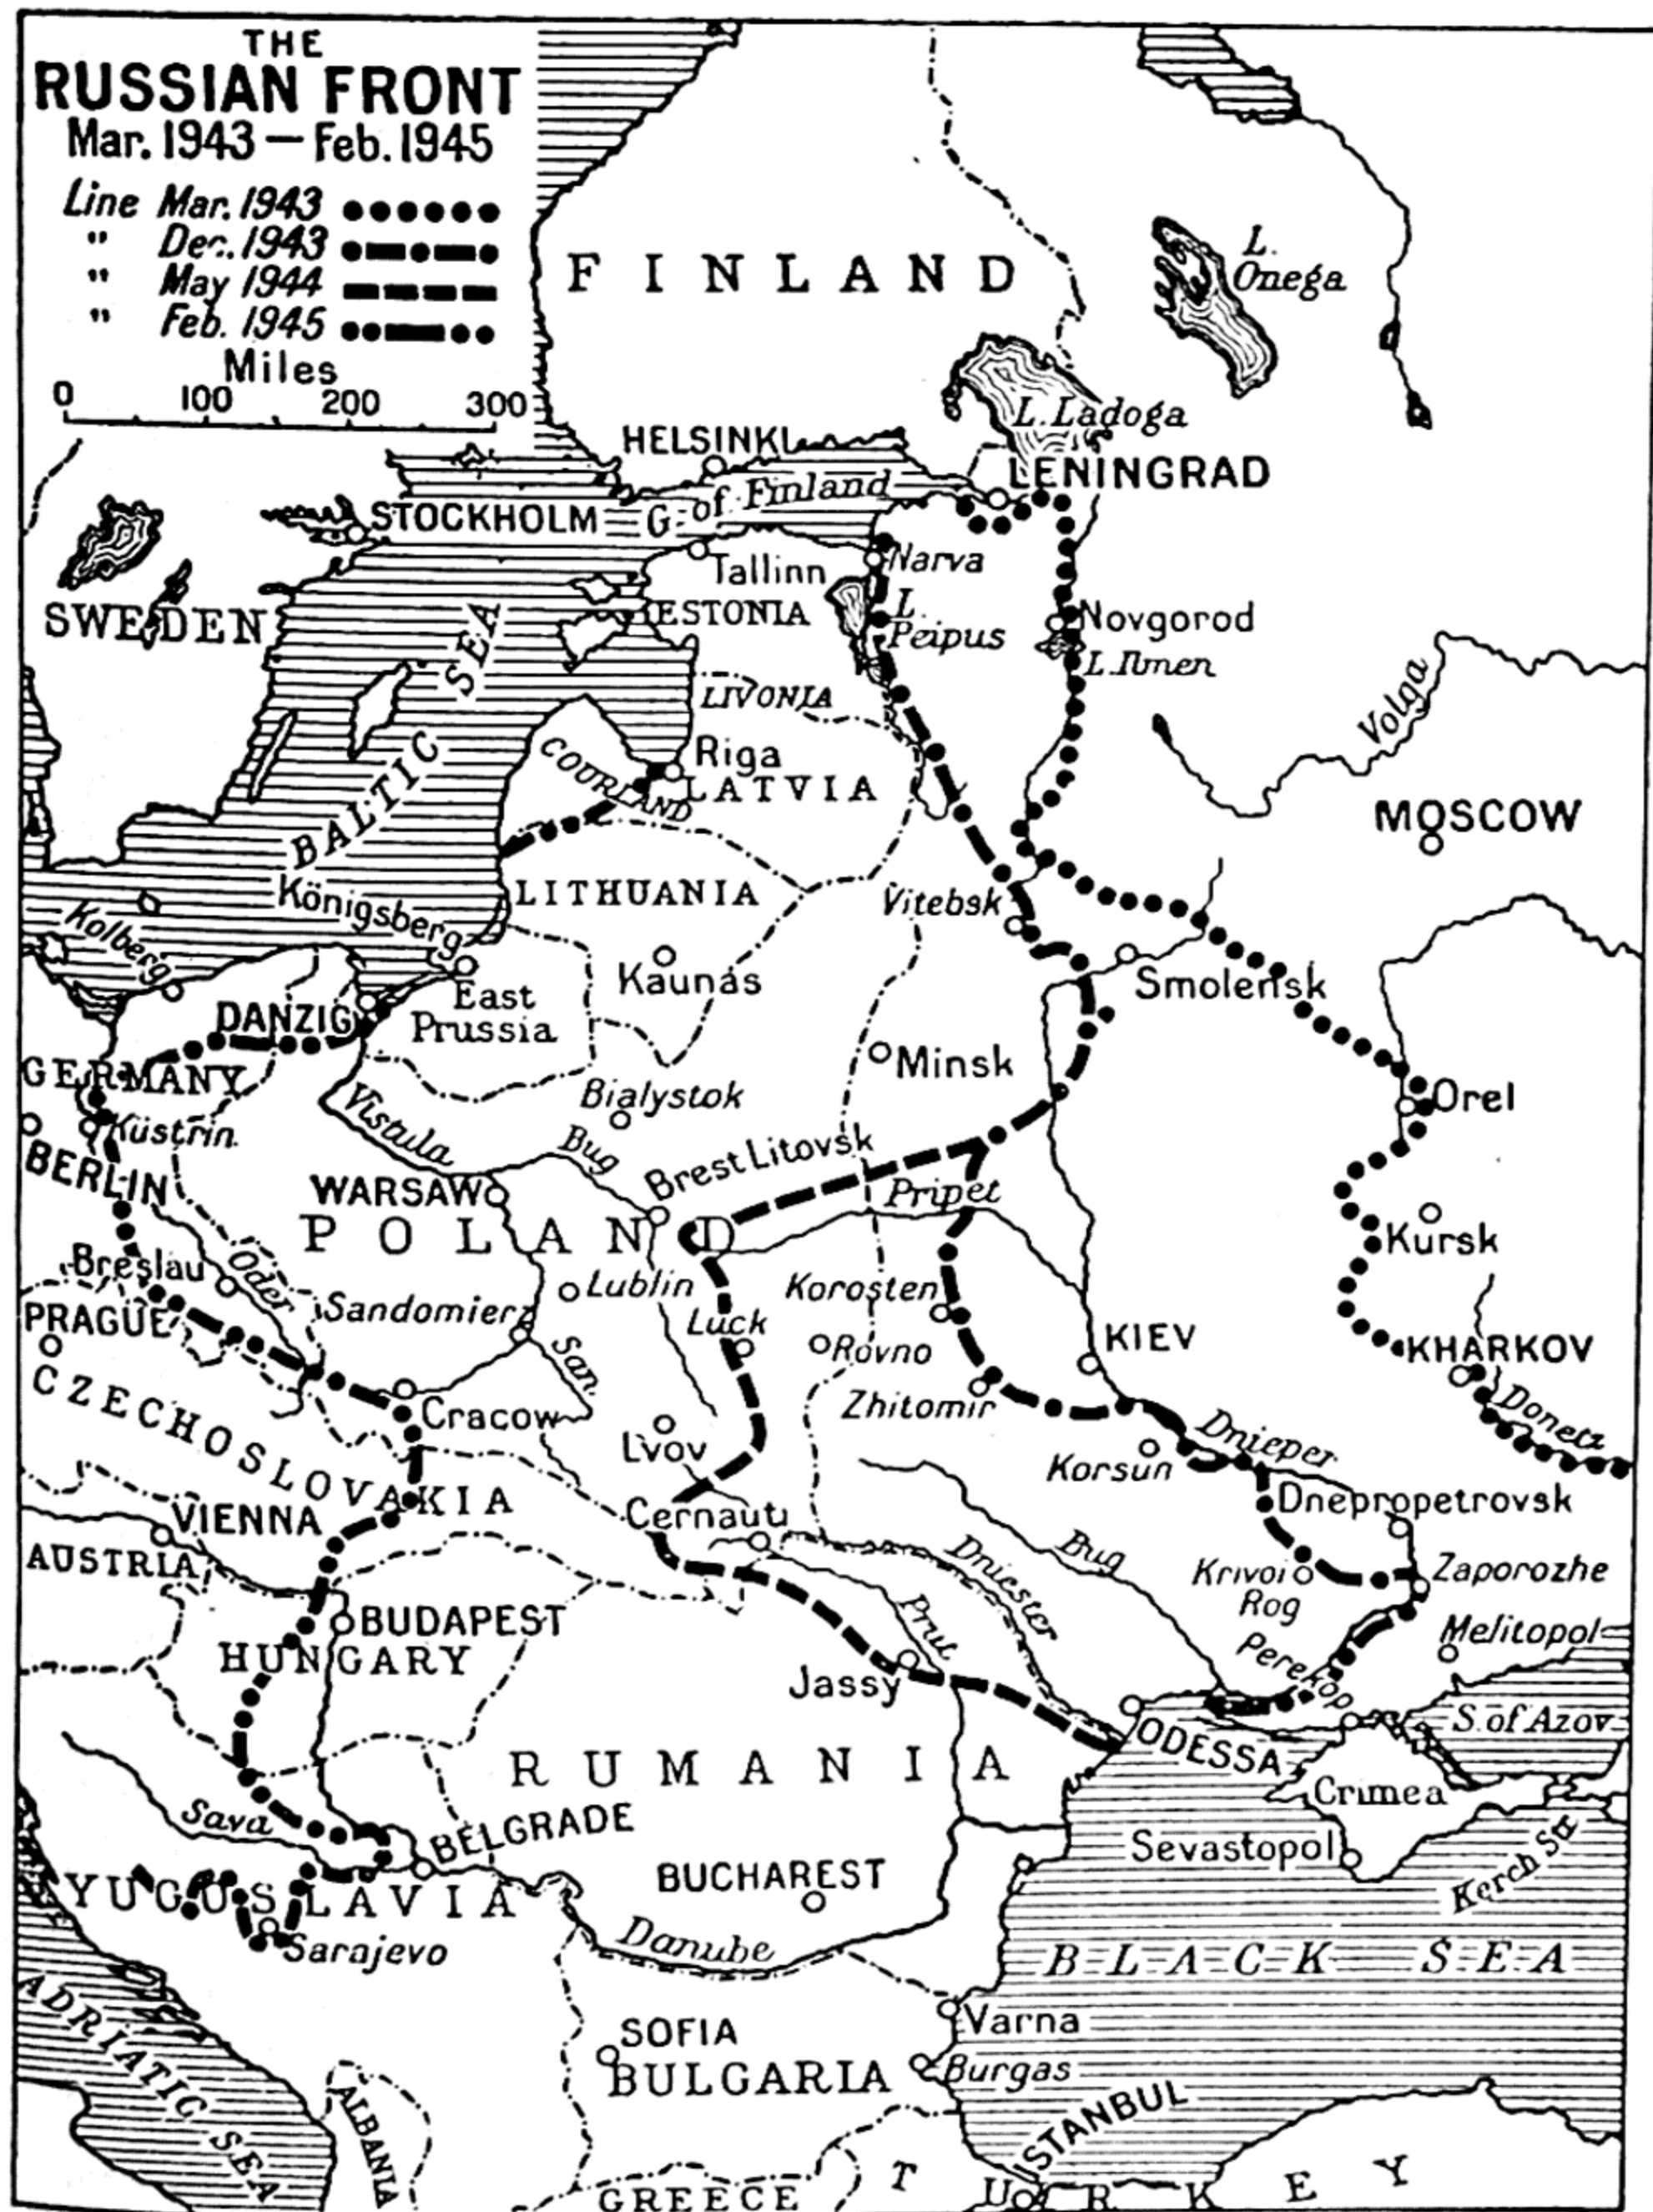 THE
RUSSIAN FRONT
Mar. 1943 — Feb. 1945
Line Mar. 1943
" Dec. 1943
" May 1944
" Feb. 1945
Miles
0 100 200 300
FINLAND
L. Onega
L. Ladoga
HELSINKI
LENINGRAD
G. of Finland
STOCKHOLM
Narva
Tallinn
SWEDEN
ESTONIA
L. Peipus
Novgorod
L. Ilmen
BALTIC SEA
LIVONIA
Volga
COURLAND
Riga
LATVIA
MOSCOW
Königsberg
LITHUANIA
Vitebsk
Kolberg
Kaunas
Smolensk
DANZIG
East
Prussia
Minsk
GERMANY
Orel
Küstrin
Vistula
Bialystok
Bug
Brest Litovsk
BERLIN
WARSAW
Pripet
POLAND
Kursk
Breslau
Oder
Lublin
Korosten
PRAGUE
Sandomierz
Luck
San
Rovno
KIEV
KHARKOV
CZECHOSLOVAKIA
Cracow
Zhitomir
Lvov
Dnieper
Donetz
Korsun
VIENNA
Cernauti
Dnepropetrovsk
AUSTRIA
Dniester
Bug
Krivoi
Rog
Zaporozhe
BUDAPEST
HUNGARY
Prut
Melitopol
Perekop
Jassy
ODESSA
S. of Azov
RUMANIA
Crimea
Sava
BELGRADE
Sevastopol
Kerch Str.
BUCHAREST
YUGOSLAVIA
Sarajevo
Danube
BLACK SEA
ADRIATIC SEA
Varna
SOFIA
BULGARIA
Burgas
ALBANIA
ISTANBUL
GREECE
TURKEY